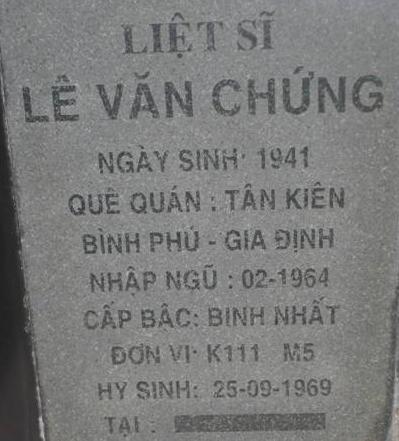 LIỆT SĨ
LÊ VĂN CHỨNG
NGÀY SINH: 1941
QUÊ QUÁN : TÂN KIÊN
BÌNH PHÚ - GIA ĐỊNH
NHẬP NGŨ : 02-1964
CẤP BẬC: BINH NHẤT
ĐƠN VỊ: K111 M5
HY SINH: 25-09-1969
TẠI :